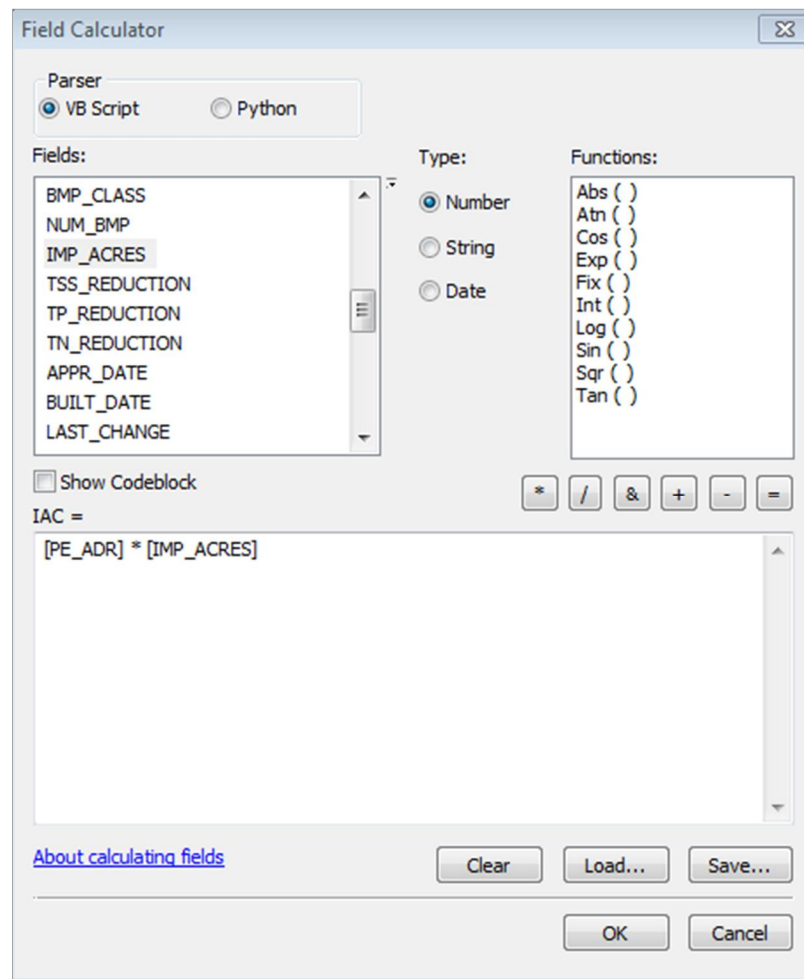 Field Calculator
Parser
VB Script
Python
Fields:
BMP_CLASS
NUM_BMP
IMP_ACRES
TSS_REDUCTION
TP_REDUCTION
TN_REDUCTION
APPR_DATE
BUILT_DATE
LAST_CHANGE
Type:
Number
String
Date
Functions:
Abs ( )
Atn ( )
Cos ( )
Exp ( )
Fix ( )
Int ( )
Log ( )
Sin ( )
Sqr ( )
Tan ( )
Show Codeblock
* / & + - =
IAC =
[PE_ADR] * [IMP_ACRES]
About calculating fields
Clear
Load...
Save...
OK
Cancel